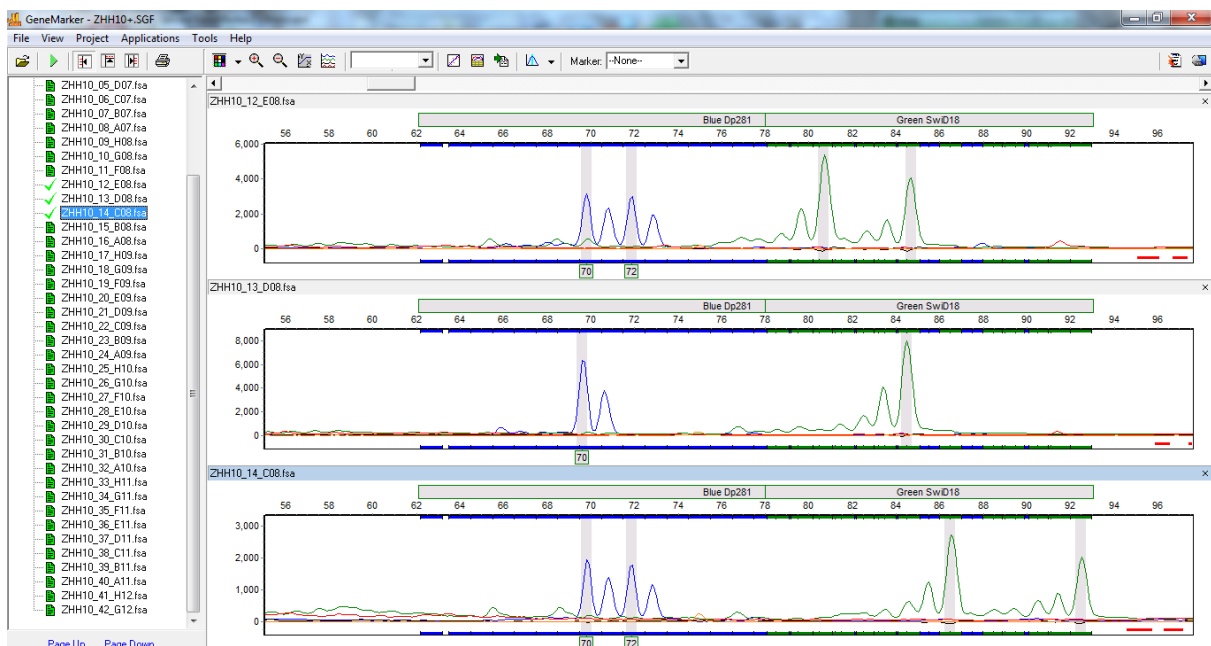 GeneMarker - ZHH10+.SGF
File View Project Applications Tools Help
Marker: --None--
ZHH10_05_D07.fsa
ZHH10_06_C07.fsa
ZHH10_07_B07.fsa
ZHH10_08_A07.fsa
ZHH10_09_H08.fsa
ZHH10_10_G08.fsa
ZHH10_11_F08.fsa
ZHH10_12_E08.fsa
ZHH10_13_D08.fsa
ZHH10_14_C08.fsa
ZHH10_15_B08.fsa
ZHH10_16_A08.fsa
ZHH10_17_H09.fsa
ZHH10_18_G09.fsa
ZHH10_19_F09.fsa
ZHH10_20_E09.fsa
ZHH10_21_D09.fsa
ZHH10_22_C09.fsa
ZHH10_23_B09.fsa
ZHH10_24_A09.fsa
ZHH10_25_H10.fsa
ZHH10_26_G10.fsa
ZHH10_27_F10.fsa
ZHH10_28_E10.fsa
ZHH10_29_D10.fsa
ZHH10_30_C10.fsa
ZHH10_31_B10.fsa
ZHH10_32_A10.fsa
ZHH10_33_H11.fsa
ZHH10_34_G11.fsa
ZHH10_35_F11.fsa
ZHH10_36_E11.fsa
ZHH10_37_D11.fsa
ZHH10_38_C11.fsa
ZHH10_39_B11.fsa
ZHH10_40_A11.fsa
ZHH10_41_H12.fsa
ZHH10_42_G12.fsa
Page Up Page Down
ZHH10_12_E08.fsa
Blue Dp281 Green SwiD18
56 58 60 62 64 66 68 70 72 74 76 78 80 82 84 86 88 90 92 94 96
6,000
4,000
2,000
0
70 72
ZHH10_13_D08.fsa
Blue Dp281 Green SwiD18
56 58 60 62 64 66 68 70 72 74 76 78 80 82 84 86 88 90 92 94 96
8,000
6,000
4,000
2,000
0
70
ZHH10_14_C08.fsa
Blue Dp281 Green SwiD18
56 58 60 62 64 66 68 70 72 74 76 78 80 82 84 86 88 90 92 94 96
3,000
2,000
1,000
0
70 72